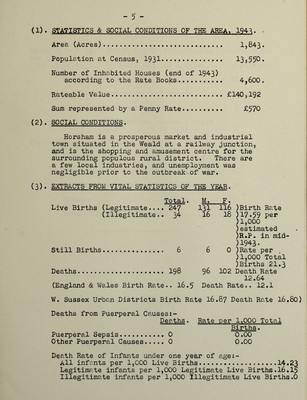 - 5 -
(1). STATISTICS & SOCIAL CONDITIONS OF THE AREA, 1943.
Area (Acres)............................ 1,843.
Population at Census, 1931.............. 13,550.
Number of Inhabited Houses (end of 1943)
according to the Rate Books........... 4,600.
Rateable Value.......................... £140,192
Sum represented by a Penny Rate.......... £570
(2). SOCIAL CONDITIONS.
Horsham is a prosperous market and industrial
town situated in the Weald at a railway junction,
and is the shopping and amusement centre for the
surrounding populous rural district. There are
a few local industries, and unemployment was
negligible prior to the outbreak of war.
(3). EXTRACTS FROM VITAL STATISTICS OF THE YEAR.
Total. M. F.
Live Births (Legitimate... 247 131 116 )Birth Rate
(Illegitimate.. 34 16 18 )17.59 per
)1,000
)estimated
)R.P. in mid-
)1943.
Still Births.............. 6 6 0 )Rate per
)1,000 Total
)Births 21.3
Deaths.................... 198 96 102 Death Rate
12.64
(England & Wales Birth Rate.. 16.5 Death Rate.. 12.1
W. Sussex Urban Districts Birth Rate 16.87 Death Rate 16.80)
Deaths from Puerperal Causes:-
Deaths. Rate per 1,000 Total
Births.
Puerperal Sepsis........... 0 0.00
Other Puerperal Causes..... 0 0.00
Death Rate of Infants under one year of age:-
All infants per 1,000 Live Births................14.23
Legitimate infants per 1,000 Legitimate Live Births.16.15
Illegitimate infants per 1,000 Illegitimate Live Births.0